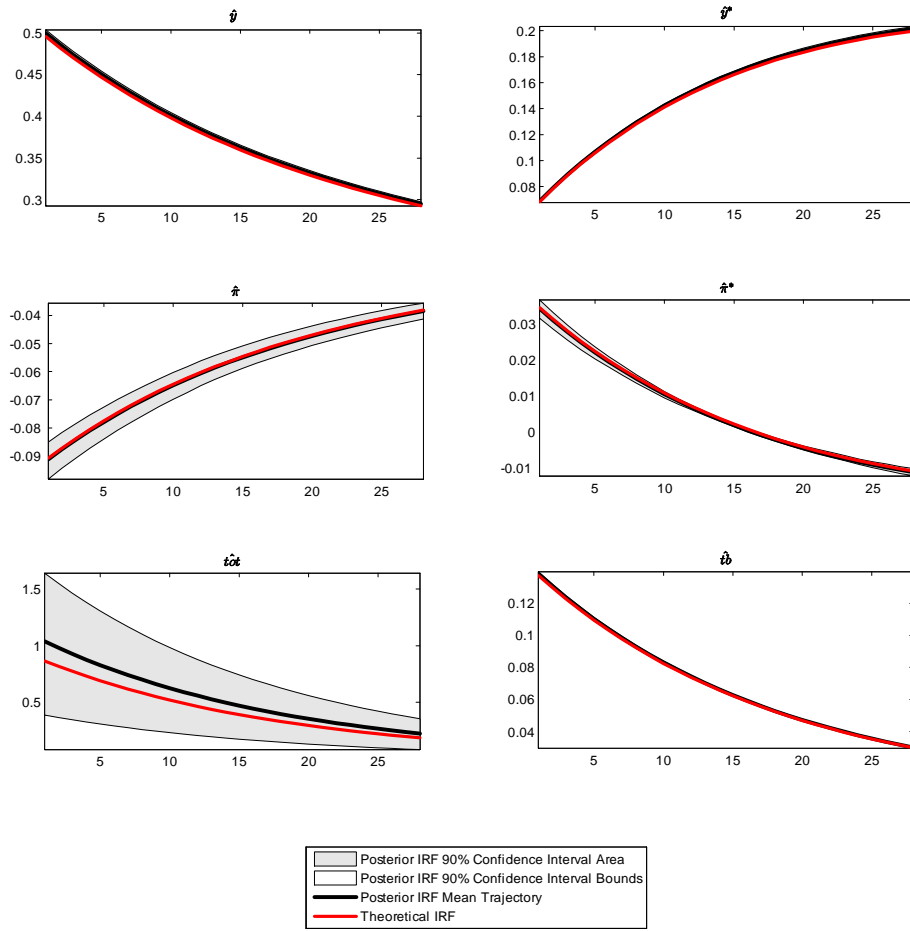 ŷ
0.5
0.45
0.4
0.35
0.3
5 10 15 20 25
ŷ*
0.2
0.18
0.16
0.14
0.12
0.1
0.08
5 10 15 20 25
π̂
-0.04
-0.05
-0.06
-0.07
-0.08
-0.09
5 10 15 20 25
π̂*
0.03
0.02
0.01
0
-0.01
5 10 15 20 25
tôt
1.5
1
0.5
5 10 15 20 25
tb̂
0.12
0.1
0.08
0.06
0.04
5 10 15 20 25
Posterior IRF 90% Confidence Interval Area
Posterior IRF 90% Confidence Interval Bounds
Posterior IRF Mean Trajectory
Theoretical IRF